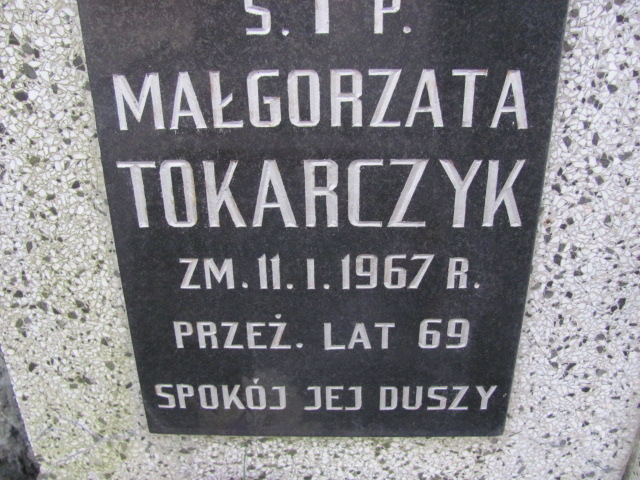 Ś. † P.
MAŁGORZATA
TOKARCZYK
ZM. 11. I. 1967 R.
PRZEŻ. LAT 69
SPOKÓJ JEJ DUSZY